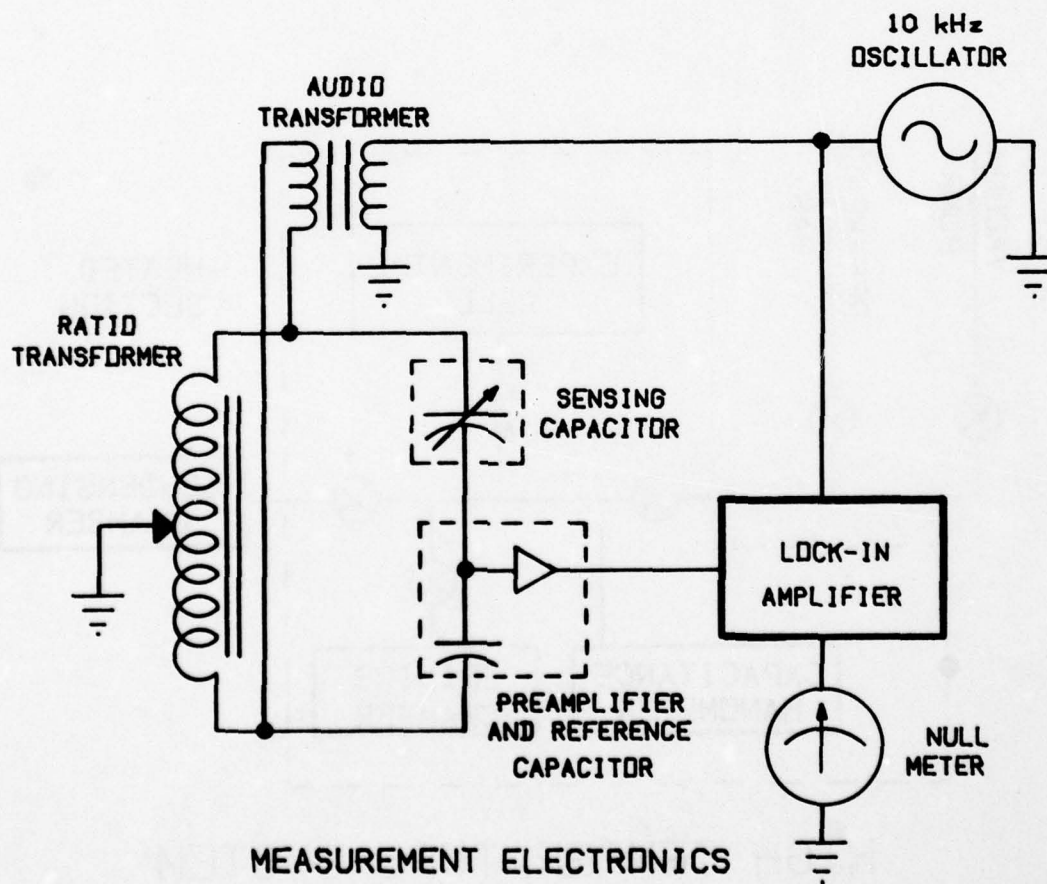 10 kHz
OSCILLATOR
AUDIO
TRANSFORMER
RATIO
TRANSFORMER
SENSING
CAPACITOR
LOCK-IN
AMPLIFIER
PREAMPLIFIER
AND REFERENCE
CAPACITOR
NULL
METER
MEASUREMENT ELECTRONICS